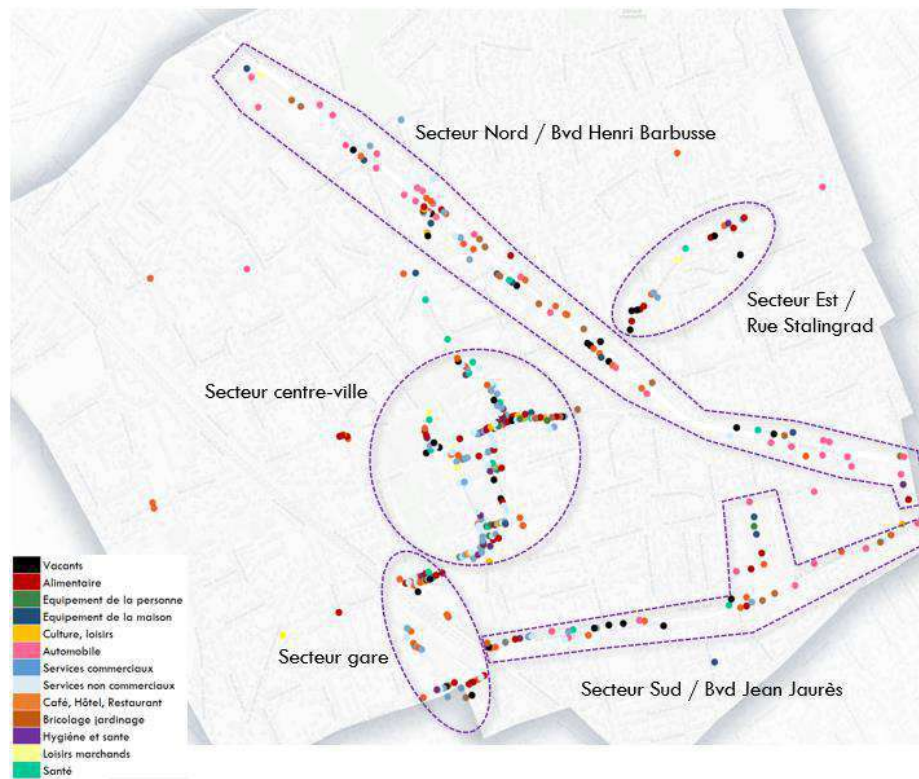 Secteur Nord / Bvd Henri Barbusse
Secteur Est /
Rue Stalingrad
Secteur centre-ville
Secteur gare
Secteur Sud / Bvd Jean Jaurès
Vacants
Alimentaire
Equipement de la personne
Equipement de la maison
Culture, loisirs
Automobile
Services commerciaux
Services non commerciaux
Café, Hôtel, Restaurant
Bricolage jardinage
Hygiéne et sante
Loisirs marchands
Santé